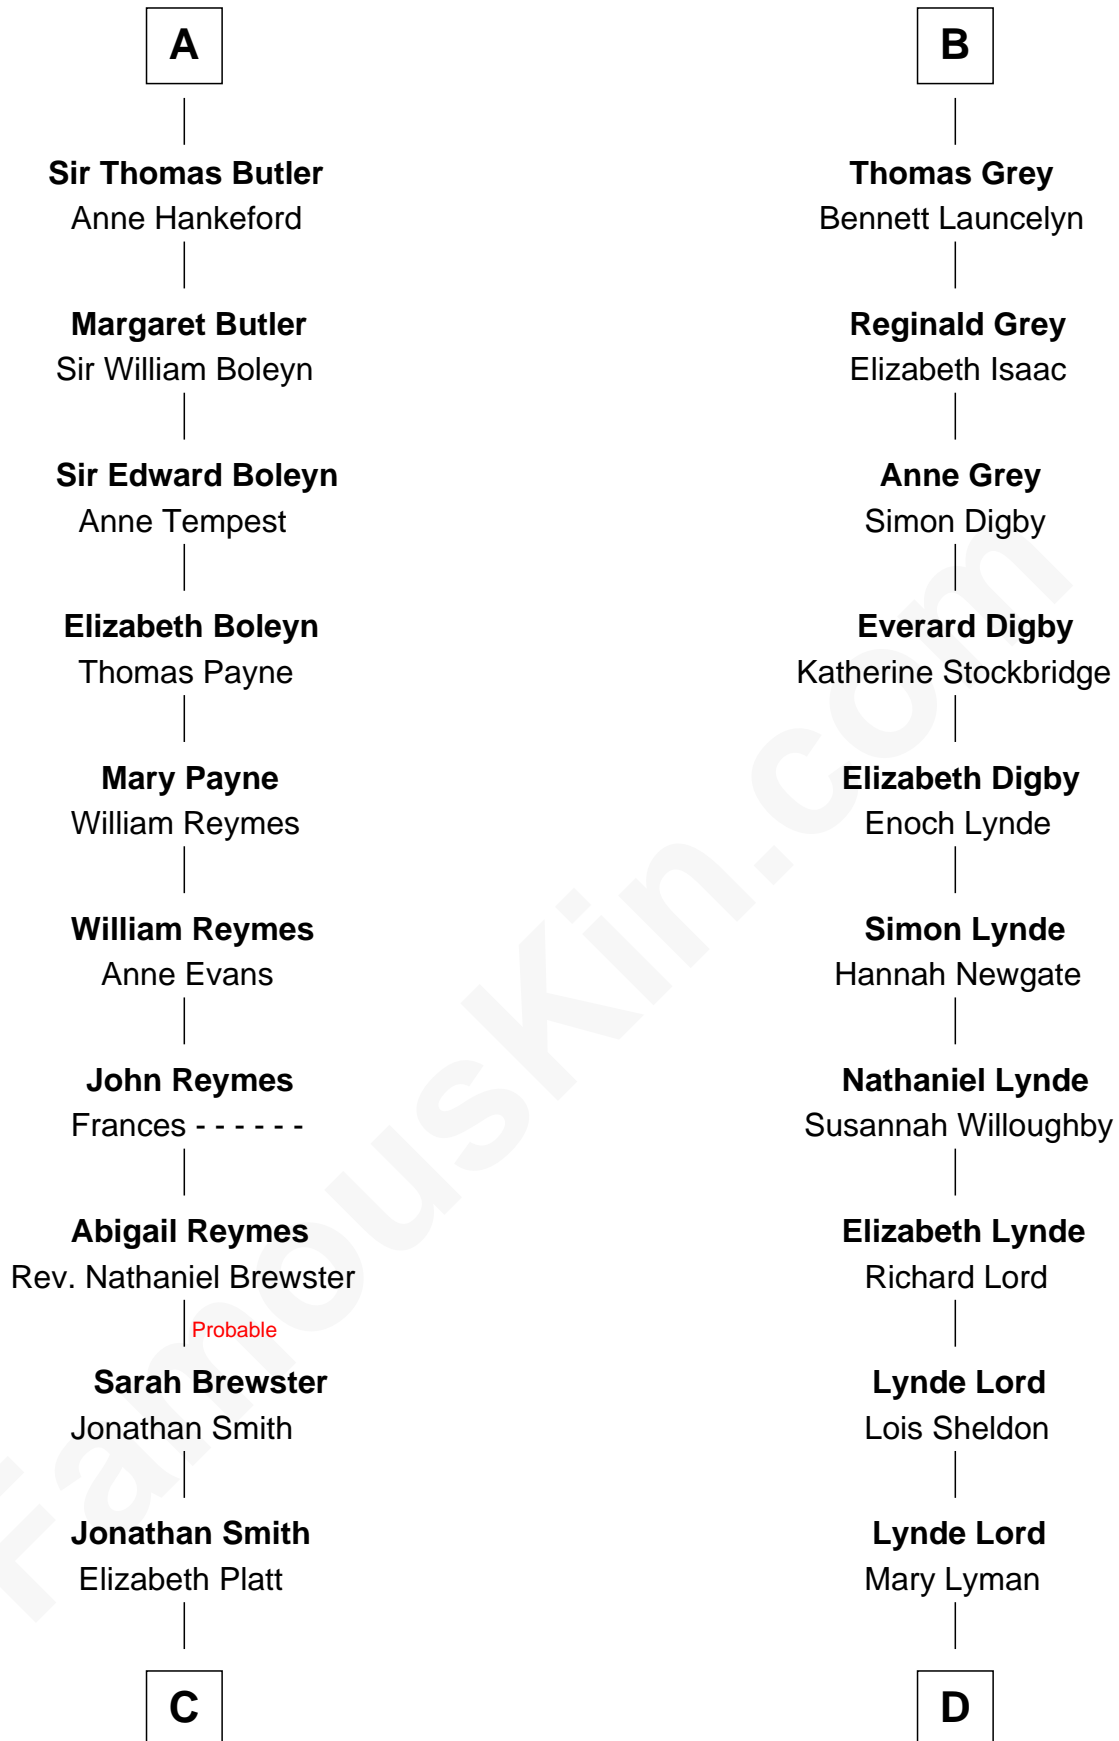 A
Sir Thomas Butler
Anne Hankeford
Margaret Butler
Sir William Boleyn
Sir Edward Boleyn
Anne Tempest
Elizabeth Boleyn
Thomas Payne
Mary Payne
William Reymes
William Reymes
Anne Evans
John Reymes
Frances - - - - - -
Abigail Reymes
Rev. Nathaniel Brewster
Probable
Sarah Brewster
Jonathan Smith
Jonathan Smith
Elizabeth Platt
C
B
Thomas Grey
Bennett Launcelyn
Reginald Grey
Elizabeth Isaac
Anne Grey
Simon Digby
Everard Digby
Katherine Stockbridge
Elizabeth Digby
Enoch Lynde
Simon Lynde
Hannah Newgate
Nathaniel Lynde
Susannah Willoughby
Elizabeth Lynde
Richard Lord
Lynde Lord
Lois Sheldon
Lynde Lord
Mary Lyman
D
FamousKin.com